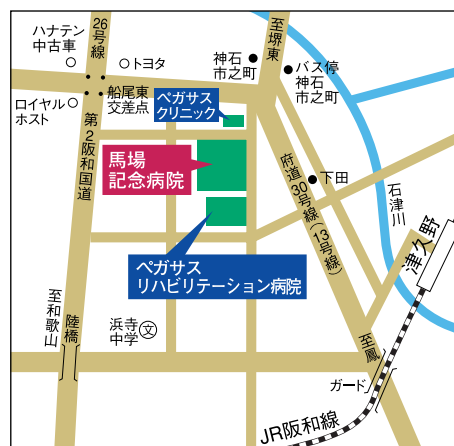 ハナテン
中古車
26号線
トヨタ
至堺東
神石
市之町
バス停
神石
市之町
ロイヤル
ホスト
船尾東
交差点
ペガサス
クリニック
第2阪和国道
馬場
記念病院
府道30号線(13号線)
下田
石津川
津久野
ペガサス
リハビリテーション病院
至和歌山
陸橋
浜寺
中学
文
至鳳
ガード
JR阪和線